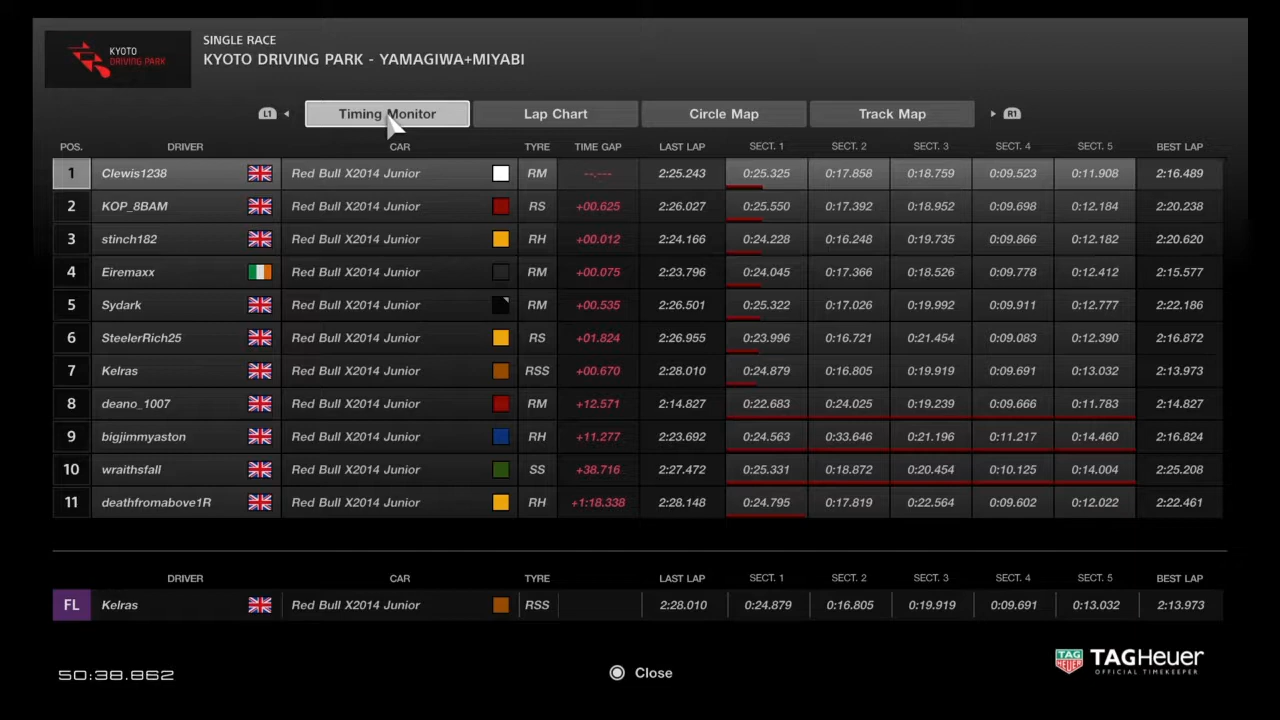 KYOTO
DRIVING PARK
SINGLE RACE
KYOTO DRIVING PARK - YAMAGIWA+MIYABI
L1 Timing Monitor Lap Chart Circle Map Track Map R1
POS. DRIVER CAR TYRE TIME GAP LAST LAP SECT. 1 SECT. 2 SECT. 3 SECT. 4 SECT. 5 BEST LAP
1 Clewis1238 Red Bull X2014 Junior RM --.--- 2:25.243 0:25.325 0:17.858 0:18.759 0:09.523 0:11.908 2:16.489
2 KOP_8BAM Red Bull X2014 Junior RS +00.625 2:26.027 0:25.550 0:17.392 0:18.952 0:09.698 0:12.184 2:20.238
3 stinch182 Red Bull X2014 Junior RH +00.012 2:24.166 0:24.228 0:16.248 0:19.735 0:09.866 0:12.182 2:20.620
4 Eiremaxx Red Bull X2014 Junior RM +00.075 2:23.796 0:24.045 0:17.366 0:18.526 0:09.778 0:12.412 2:15.577
5 Sydark Red Bull X2014 Junior RM +00.535 2:26.501 0:25.322 0:17.026 0:19.992 0:09.911 0:12.777 2:22.186
6 SteelerRich25 Red Bull X2014 Junior RS +01.824 2:26.955 0:23.996 0:16.721 0:21.454 0:09.083 0:12.390 2:16.872
7 Kelras Red Bull X2014 Junior RSS +00.670 2:28.010 0:24.879 0:16.805 0:19.919 0:09.691 0:13.032 2:13.973
8 deano_1007 Red Bull X2014 Junior RM +12.571 2:14.827 0:22.683 0:24.025 0:19.239 0:09.666 0:11.783 2:14.827
9 bigjimmyaston Red Bull X2014 Junior RH +11.277 2:23.692 0:24.563 0:33.646 0:21.196 0:11.217 0:14.460 2:16.824
10 wraithsfall Red Bull X2014 Junior SS +38.716 2:27.472 0:25.331 0:18.872 0:20.454 0:10.125 0:14.004 2:25.208
11 deathfromabove1R Red Bull X2014 Junior RH +1:18.338 2:28.148 0:24.795 0:17.819 0:22.564 0:09.602 0:12.022 2:22.461
DRIVER CAR TYRE LAST LAP SECT. 1 SECT. 2 SECT. 3 SECT. 4 SECT. 5 BEST LAP
FL Kelras Red Bull X2014 Junior RSS 2:28.010 0:24.879 0:16.805 0:19.919 0:09.691 0:13.032 2:13.973
50:38.862
Close
TAG HEUER TAGHeuer
OFFICIAL TIMEKEEPER